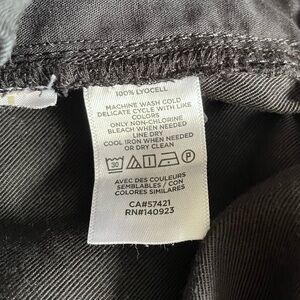 100% LYOCELL
MACHINE WASH COLD
DELICATE CYCLE WITH LIKE
COLORS
ONLY NON-CHLORINE
BLEACH WHEN NEEDED
LINE DRY
COOL IRON WHEN NEEDED
OR DRY CLEAN
30 P
AVEC DES COULEURS
SEMBLABLES / CON
COLORES SIMILARES
CA#57421
RN#140923